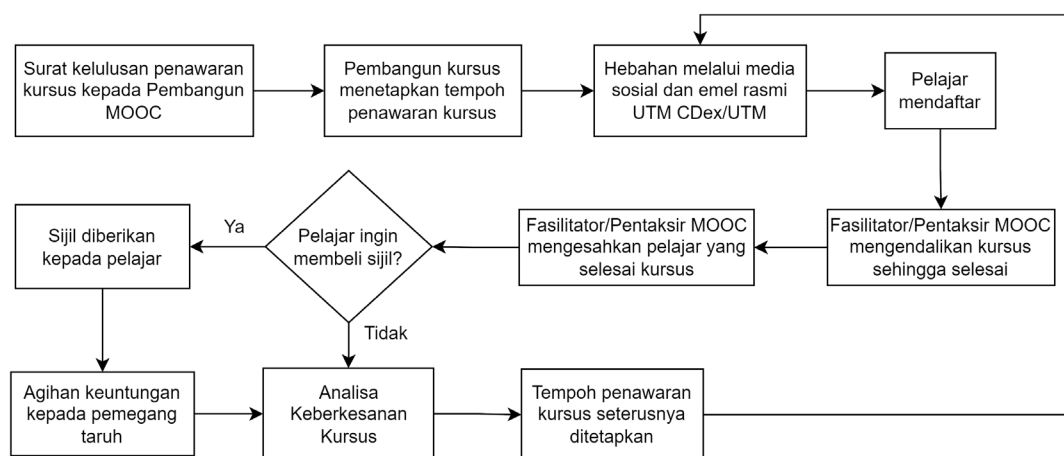 Surat kelulusan penawaran
kursus kepada Pembangun
MOOC
Pembangun kursus
menetapkan tempoh
penawaran kursus
Hebahan melalui media
sosial dan emel rasmi
UTM CDex/UTM
Pelajar
mendaftar
Fasilitator/Pentaksir MOOC
mengendalikan kursus
sehingga selesai
Fasilitator/Pentaksir MOOC
mengesahkan pelajar yang
selesai kursus
Pelajar ingin
membeli sijil?
Ya
Sijil diberikan
kepada pelajar
Tidak
Agihan keuntungan
kepada pemegang
taruh
Analisa
Keberkesanan
Kursus
Tempoh penawaran
kursus seterusnya
ditetapkan